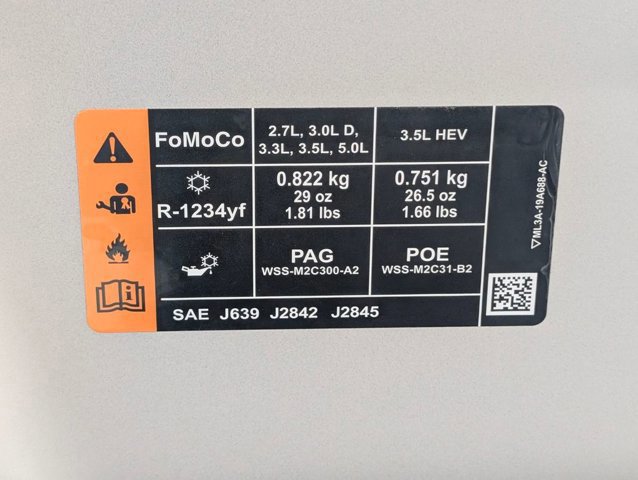 FoMoCo
2.7L, 3.0L D,
3.3L, 3.5L, 5.0L
3.5L HEV
R-1234yf
0.822 kg
29 oz
1.81 lbs
0.751 kg
26.5 oz
1.66 lbs
PAG
WSS-M2C300-A2
POE
WSS-M2C31-B2
SAE J639 J2842 J2845
ML3A-19A688-AC